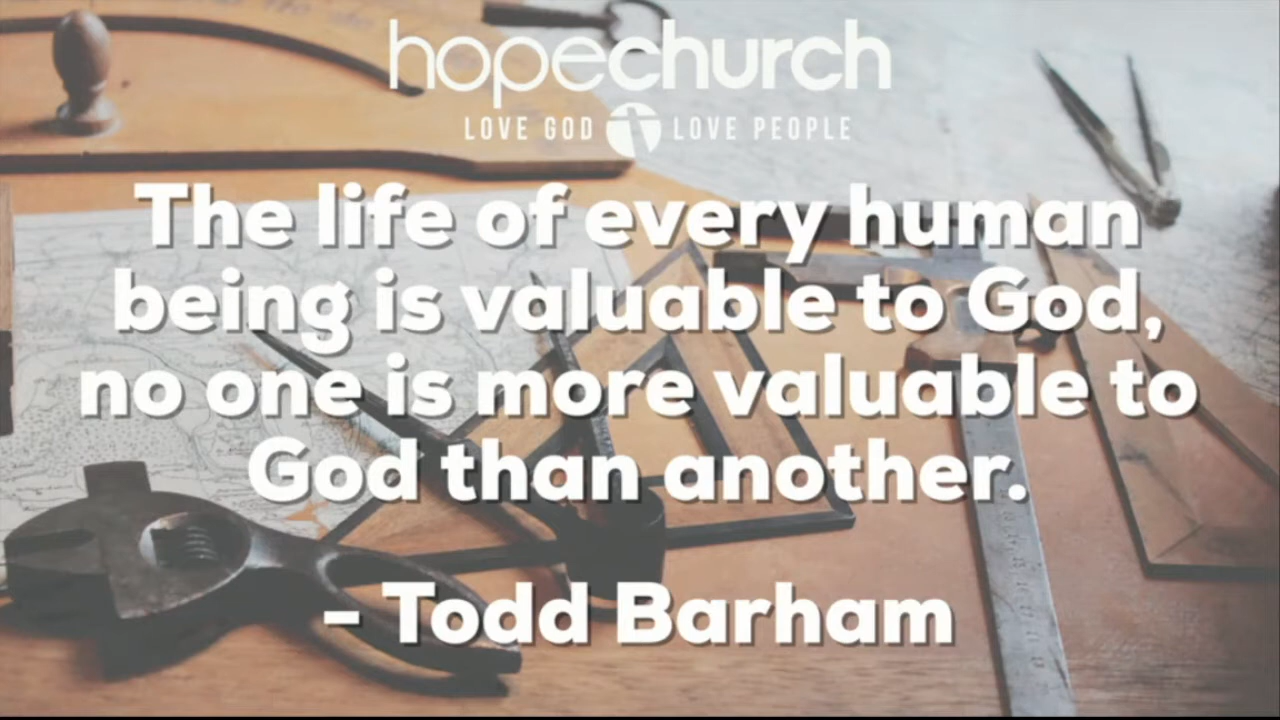 hopechurch
LOVE GOD LOVE PEOPLE
The life of every human
being is valuable to God,
no one is more valuable to
God than another.
- Todd Barham